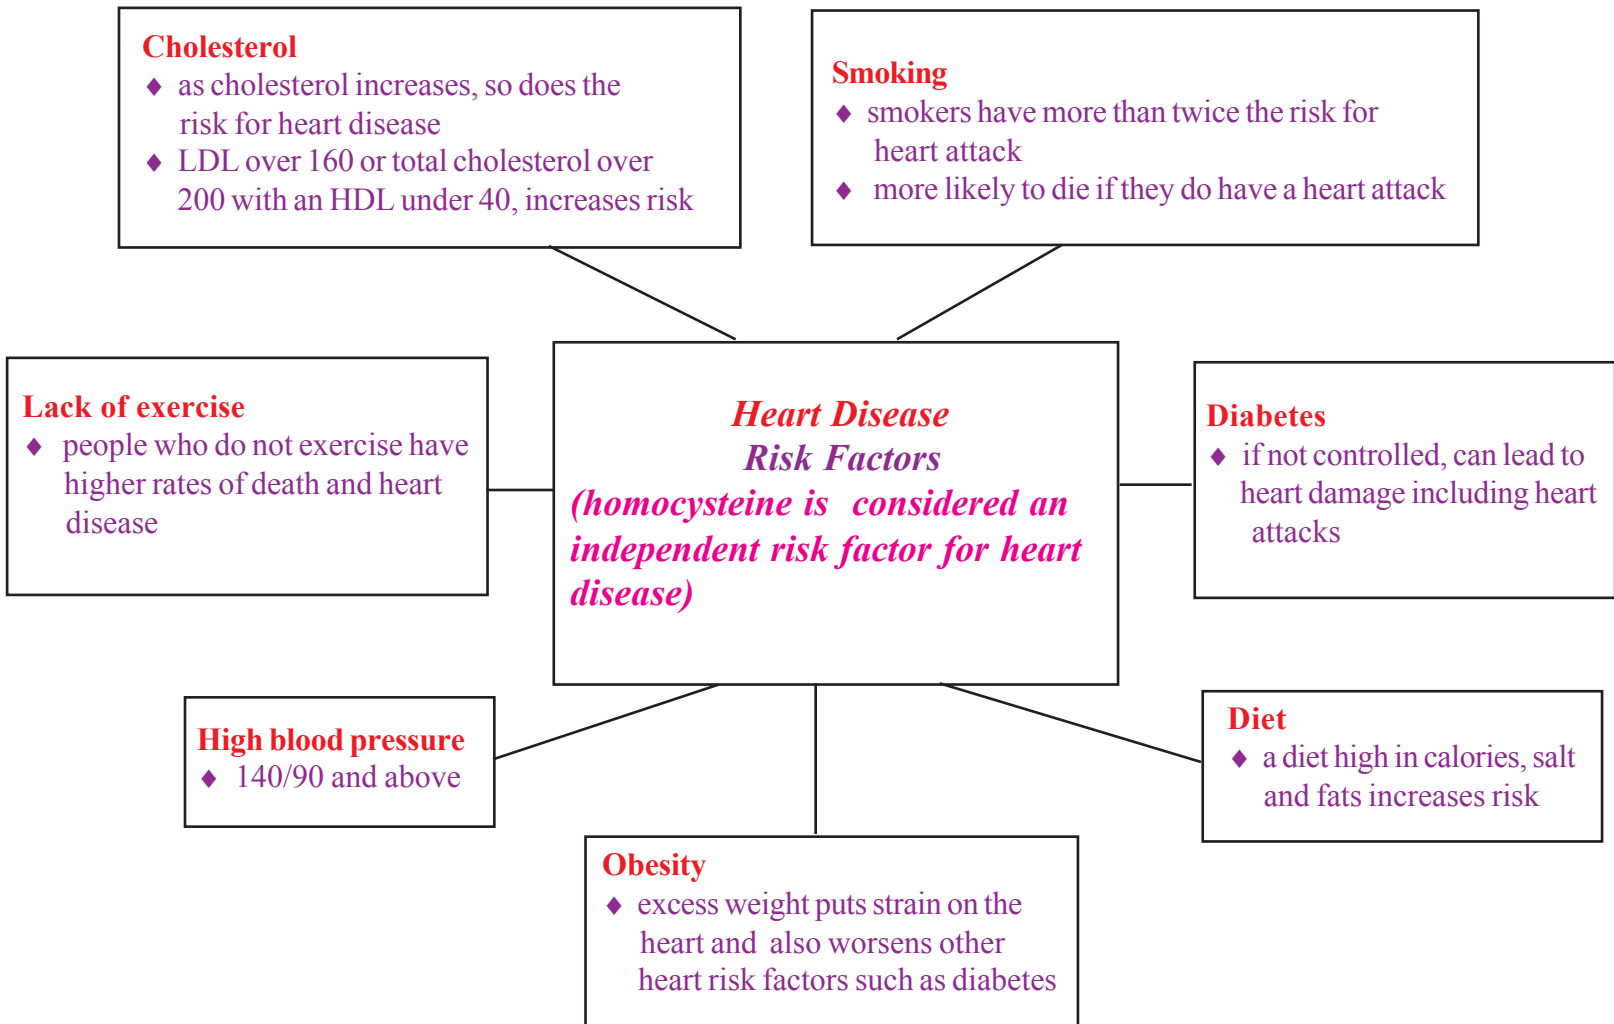 Cholesterol
♦ as cholesterol increases, so does the
risk for heart disease
♦ LDL over 160 or total cholesterol over
200 with an HDL under 40, increases risk
Smoking
♦ smokers have more than twice the risk for
heart attack
♦ more likely to die if they do have a heart attack
Lack of exercise
♦ people who do not exercise have
higher rates of death and heart
disease
Heart Disease
Risk Factors
(homocysteine is considered an
independent risk factor for heart
disease)
Diabetes
♦ if not controlled, can lead to
heart damage including heart
attacks
High blood pressure
♦ 140/90 and above
Diet
♦ a diet high in calories, salt
and fats increases risk
Obesity
♦ excess weight puts strain on the
heart and also worsens other
heart risk factors such as diabetes